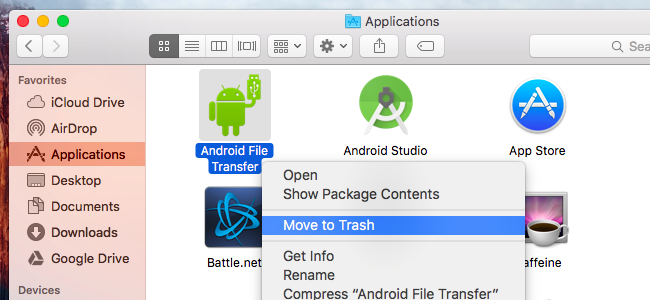 Applications
Sea
Favorites
iCloud Drive
AirDrop
Applications
Desktop
Documents
Downloads
Google Drive
Devices
Android File
Transfer
Android Studio
App Store
Battle.net
affeine
Open
Show Package Contents
Move to Trash
Get Info
Rename
Compress “Android File Transfer”